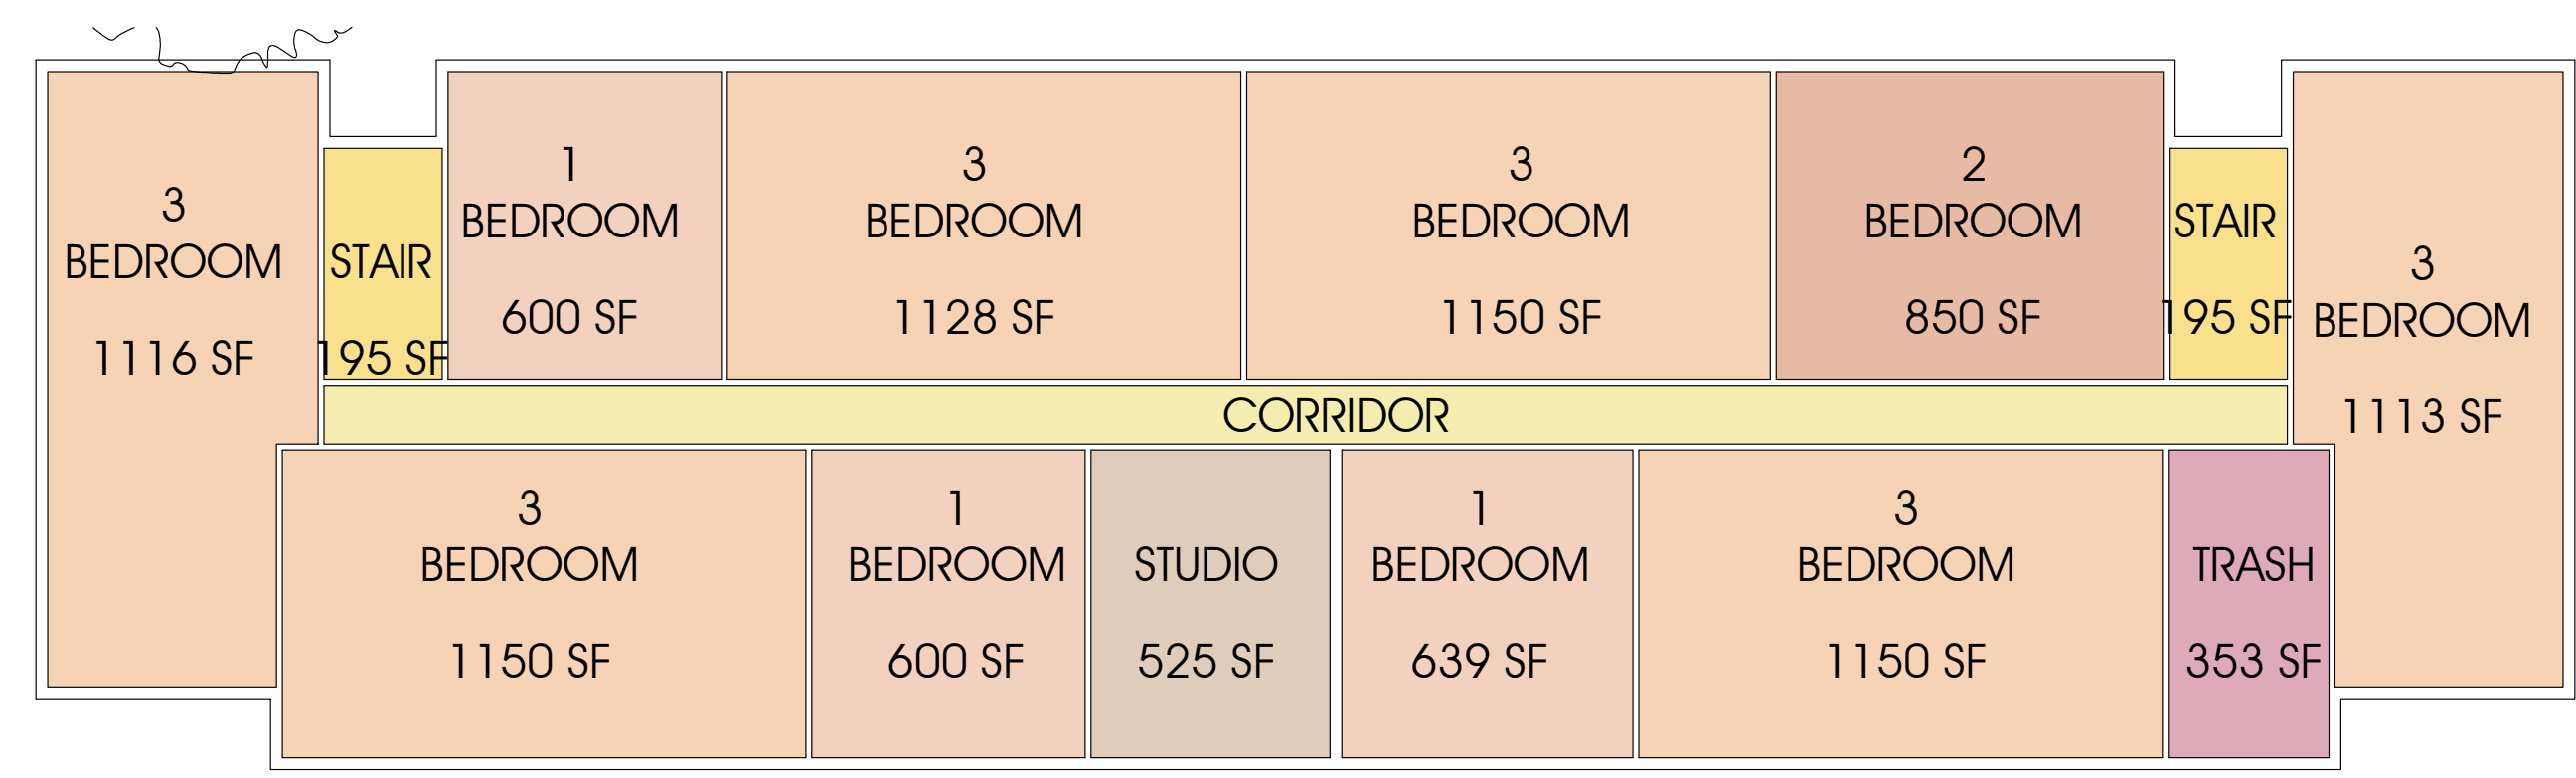 3
BEDROOM
1116 SF
STAIR
195 SF
1
BEDROOM
600 SF
3
BEDROOM
1128 SF
3
BEDROOM
1150 SF
2
BEDROOM
850 SF
STAIR
195 SF
3
BEDROOM
1113 SF
CORRIDOR
3
BEDROOM
1150 SF
1
BEDROOM
600 SF
STUDIO
525 SF
1
BEDROOM
639 SF
3
BEDROOM
1150 SF
TRASH
353 SF